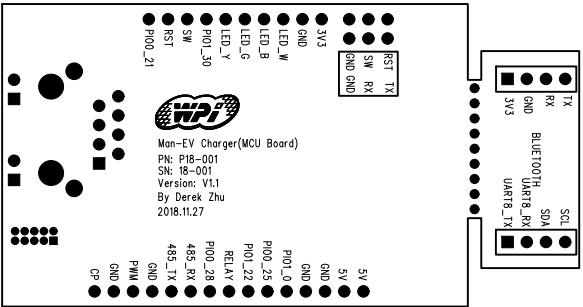 PIO0_21
RST
SW
PIO1_30
LED_Y
LED_G
LED_B
LED_W
GND
3V3
GND SW RST
GND RX TX
WPi
Man-EV Charger(MCU Board)
PN: P18-001
SN: 18-001
Version: V1.1
By Derek Zhu
2018.11.27
3V3
GND
RX
TX
BLUETOOTH
UART8_TX
UART8_RX
SDA
SCL
CP
GND
PWM
GND
485_TX
485_RX
PIO0_28
RELAY
PIO1_22
PIO0_25
PIO1_0
GND
GND
5V
5V